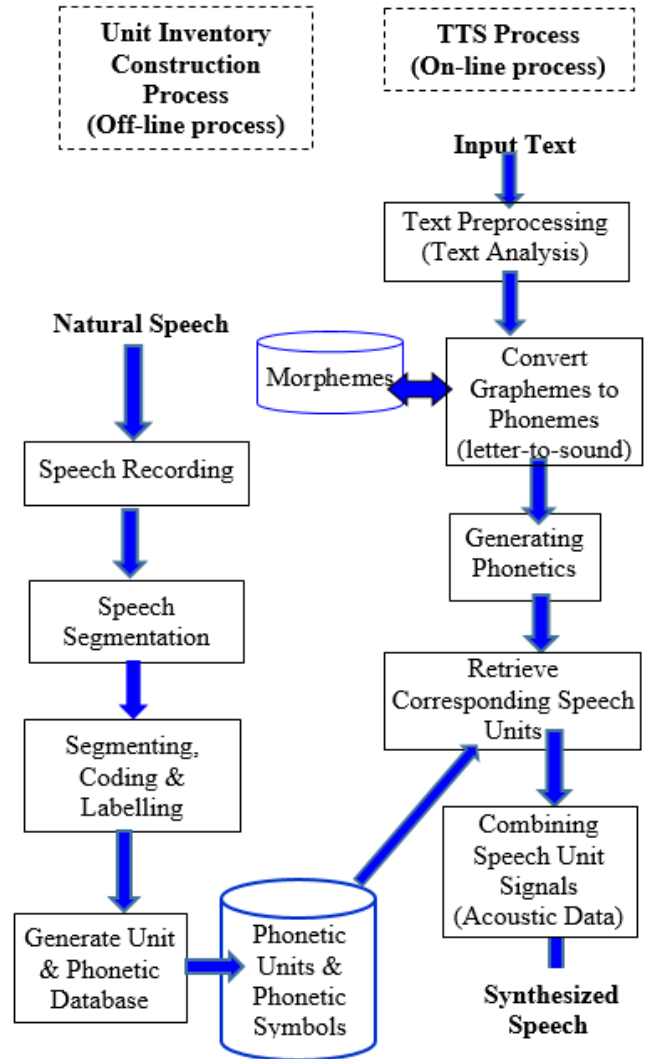 Unit Inventory
Construction
Process
(Off-line process)
TTS Process
(On-line process)
Input Text
Text Preprocessing
(Text Analysis)
Natural Speech
Morphemes
Convert
Graphemes to
Phonemes
(letter-to-sound)
Speech Recording
Generating
Phonetics
Speech
Segmentation
Retrieve
Corresponding Speech
Units
Segmenting,
Coding &
Labelling
Combining
Speech Unit
Signals
(Acoustic Data)
Generate Unit
& Phonetic
Database
Phonetic
Units &
Phonetic
Symbols
Synthesized
Speech